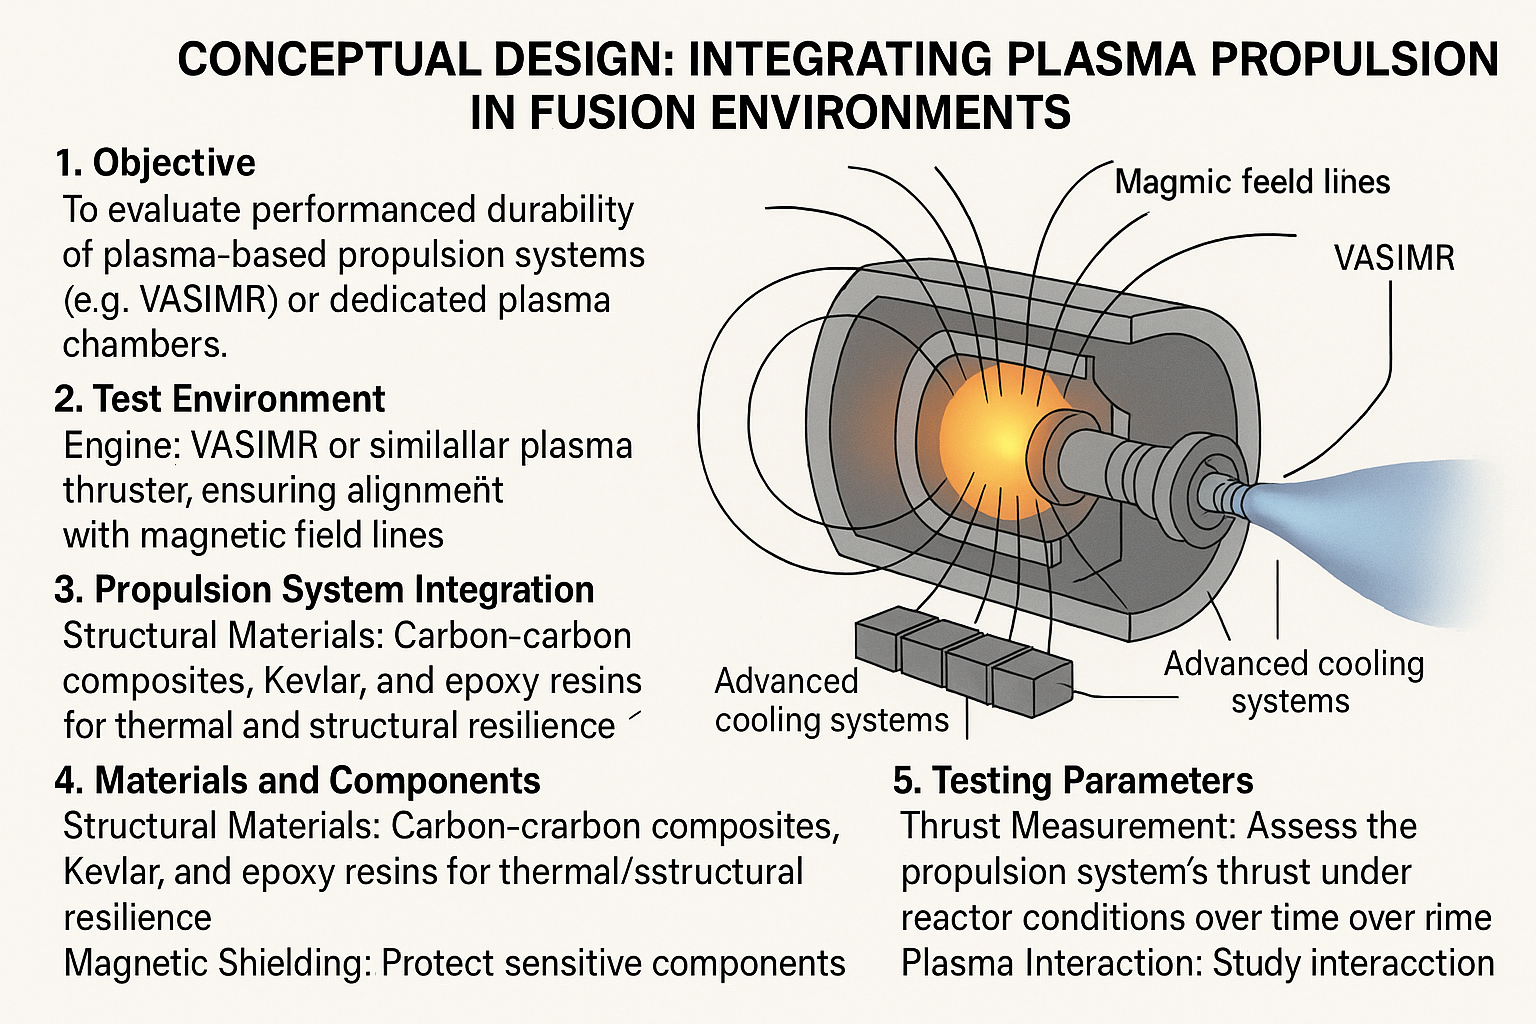 CONCEPTUAL DESIGN: INTEGRATING PLASMA PROPULSION
IN FUSION ENVIRONMENTS
1. Objective
To evaluate performanced durability
of plasma-based propulsion systems
(e.g. VASIMR) or dedicated plasma
chambers.
2. Test Environment
Engine: VASIMR or similallar plasma
thruster, ensuring alignment
with magnetic field lines
3. Propulsion System Integration
Structural Materials: Carbon-carbon
composites, Kevlar, and epoxy resins
for thermal and structural resilience
Magmic feeld lines
VASIMR
Advanced
cooling systems
Advanced cooling
systems
4. Materials and Components
Structural Materials: Carbon-crarbon composites,
Kevlar, and epoxy resins for thermal/sstructural
resilience
Magnetic Shielding: Protect sensitive components
5. Testing Parameters
Thrust Measurement: Assess the
propulsion system's thrust under
reactor conditions over time over rime
Plasma Interaction: Study interacction